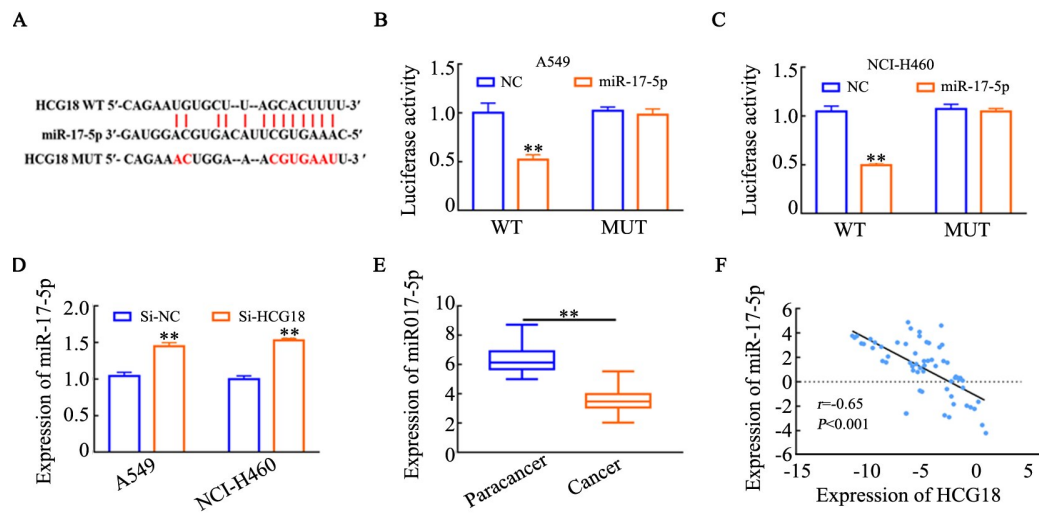 A
HCG18 WT 5′-CAGAAUGUGCU--U--AGCACUUUU-3′
miR-17-5p 3-GAUGGACGUGACAUUCGUGAAAC-5′
HCG18 MUT 5′- CAGAAACUGGA--A--ACGUGAAUU-3 ′
B
A549
NC
miR-17-5p
Luciferase activity
1.5
1.0
0.5
0
**
WT
MUT
C
NCI-H460
NC
miR-17-5p
Luciferase activity
1.5
1.0
0.5
0
**
WT
MUT
D
Si-NC
Si-HCG18
Expression of miR-17-5p
2.0
1.5
1.0
0.5
0
**
**
A549
NCI-H460
E
Expression of miR017-5p
10
8
6
4
2
0
**
Paracancer
Cancer
F
Expression of miR-17-5p
6
4
2
0
-2
-4
-6
r=-0.65
P<0.001
-15
-10
-5
0
5
Expression of HCG18